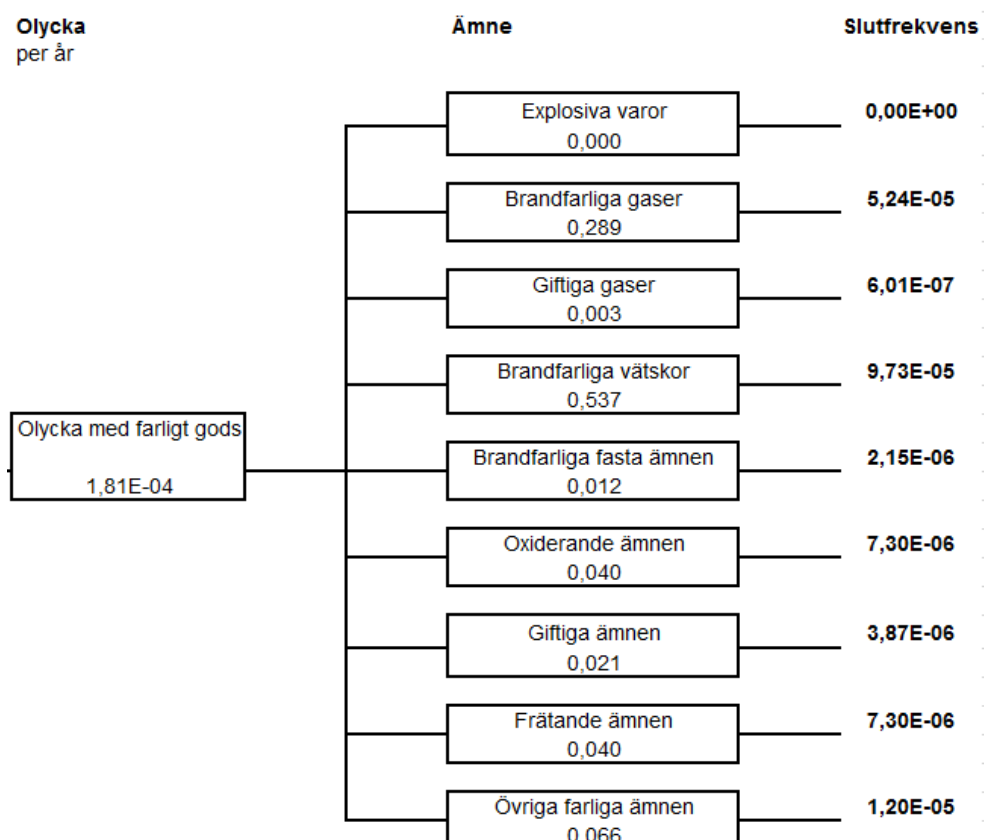 Olycka
per år
Ämne
Slutfrekvens
Explosiva varor
0,000
0,00E+00
Brandfarliga gaser
0,289
5,24E-05
Giftiga gaser
0,003
6,01E-07
Brandfarliga vätskor
0,537
9,73E-05
Olycka med farligt gods
1,81E-04
Brandfarliga fasta ämnen
0,012
2,15E-06
Oxiderande ämnen
0,040
7,30E-06
Giftiga ämnen
0,021
3,87E-06
Frätande ämnen
0,040
7,30E-06
Övriga farliga ämnen
0,066
1,20E-05